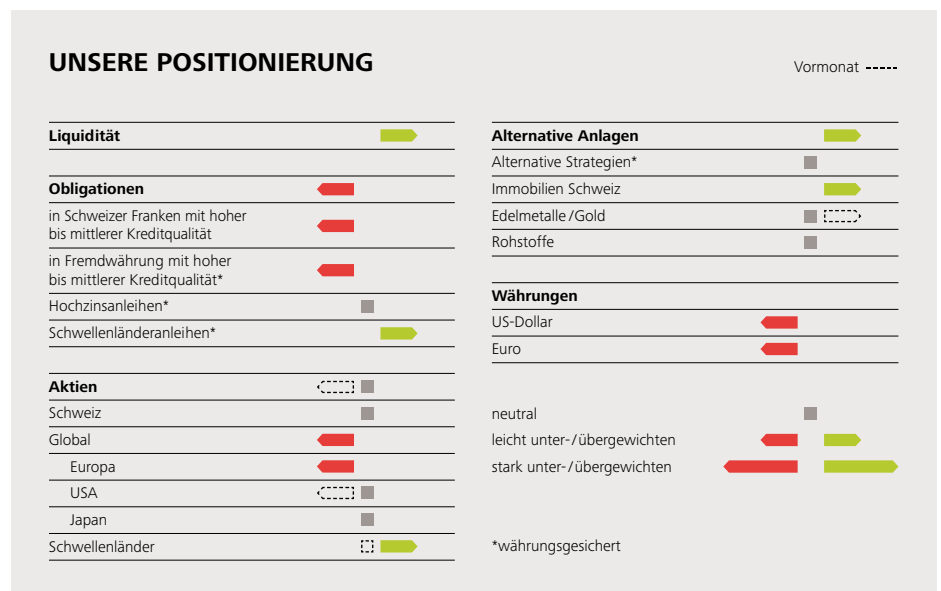 UNSERE POSITIONIERUNG
Vormonat
Liquidität
Obligationen
in Schweizer Franken mit hoher
bis mittlerer Kreditqualität
in Fremdwährung mit hoher
bis mittlerer Kreditqualität*
Hochzinsanleihen*
Schwellenländeranleihen*
Aktien
Schweiz
Global
Europa
USA
Japan
Schwellenländer
Alternative Anlagen
Alternative Strategien*
Immobilien Schweiz
Edelmetalle/Gold
Rohstoffe
Währungen
US-Dollar
Euro
neutral
leicht unter-/übergewichten
stark unter-/übergewichten
*währungsgesichert